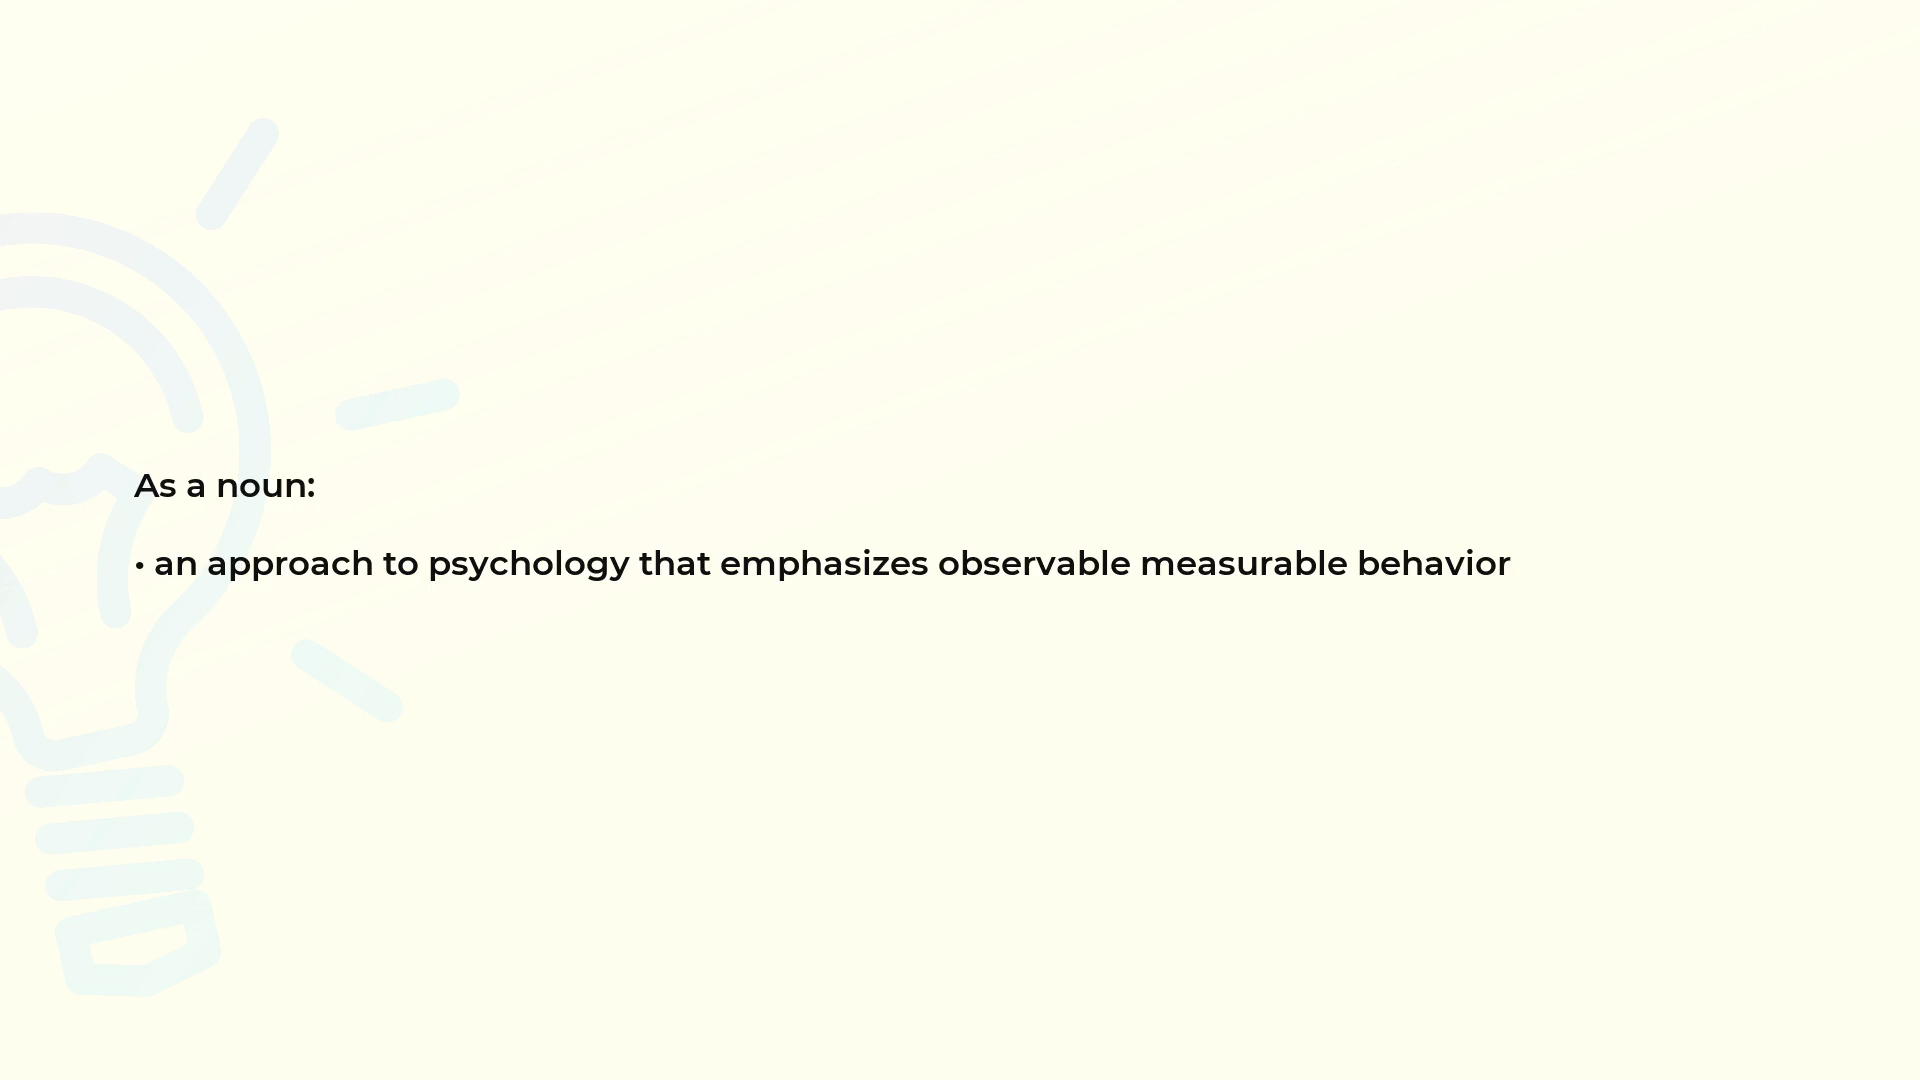 As a noun:
• an approach to psychology that emphasizes observable measurable behavior